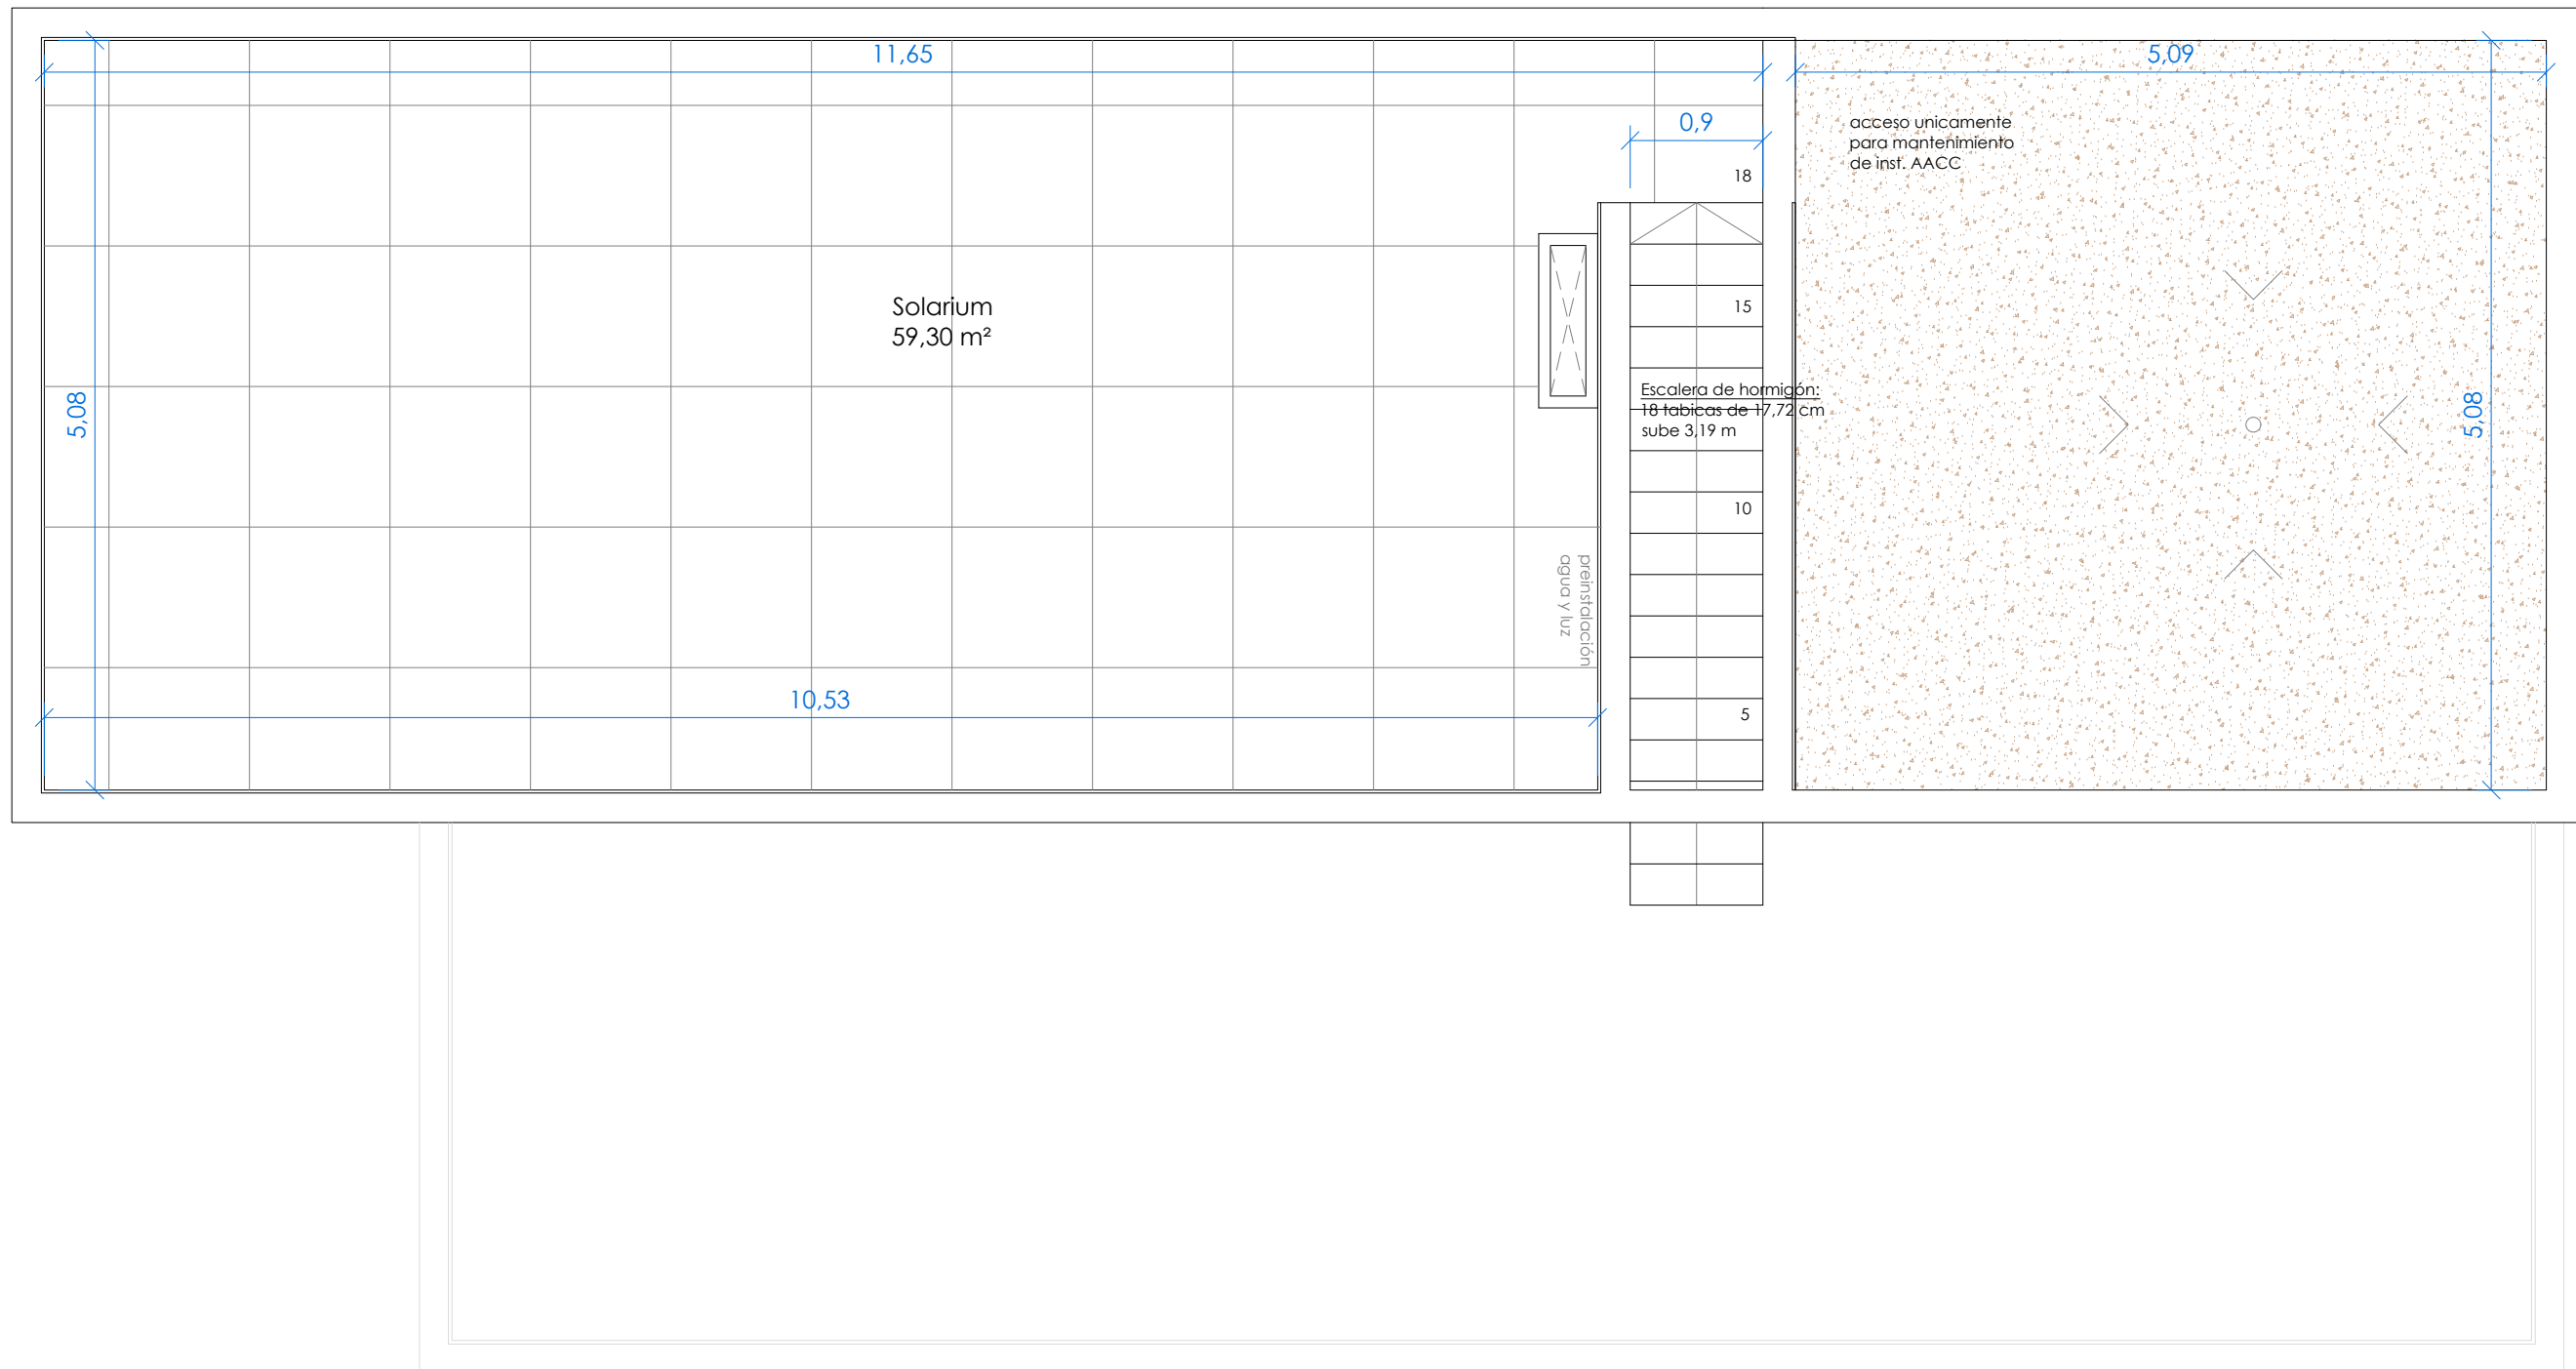 11,65
5,09
0,9
acceso unicamente
para mantenimiento
de inst. AACC
18
Solarium
59,30 m²
15
5,08
Escalera de hormigón:
18 tabicas de 17,72 cm
sube 3,19 m
5,08
10
preinstalación
agua y luz
10,53
5